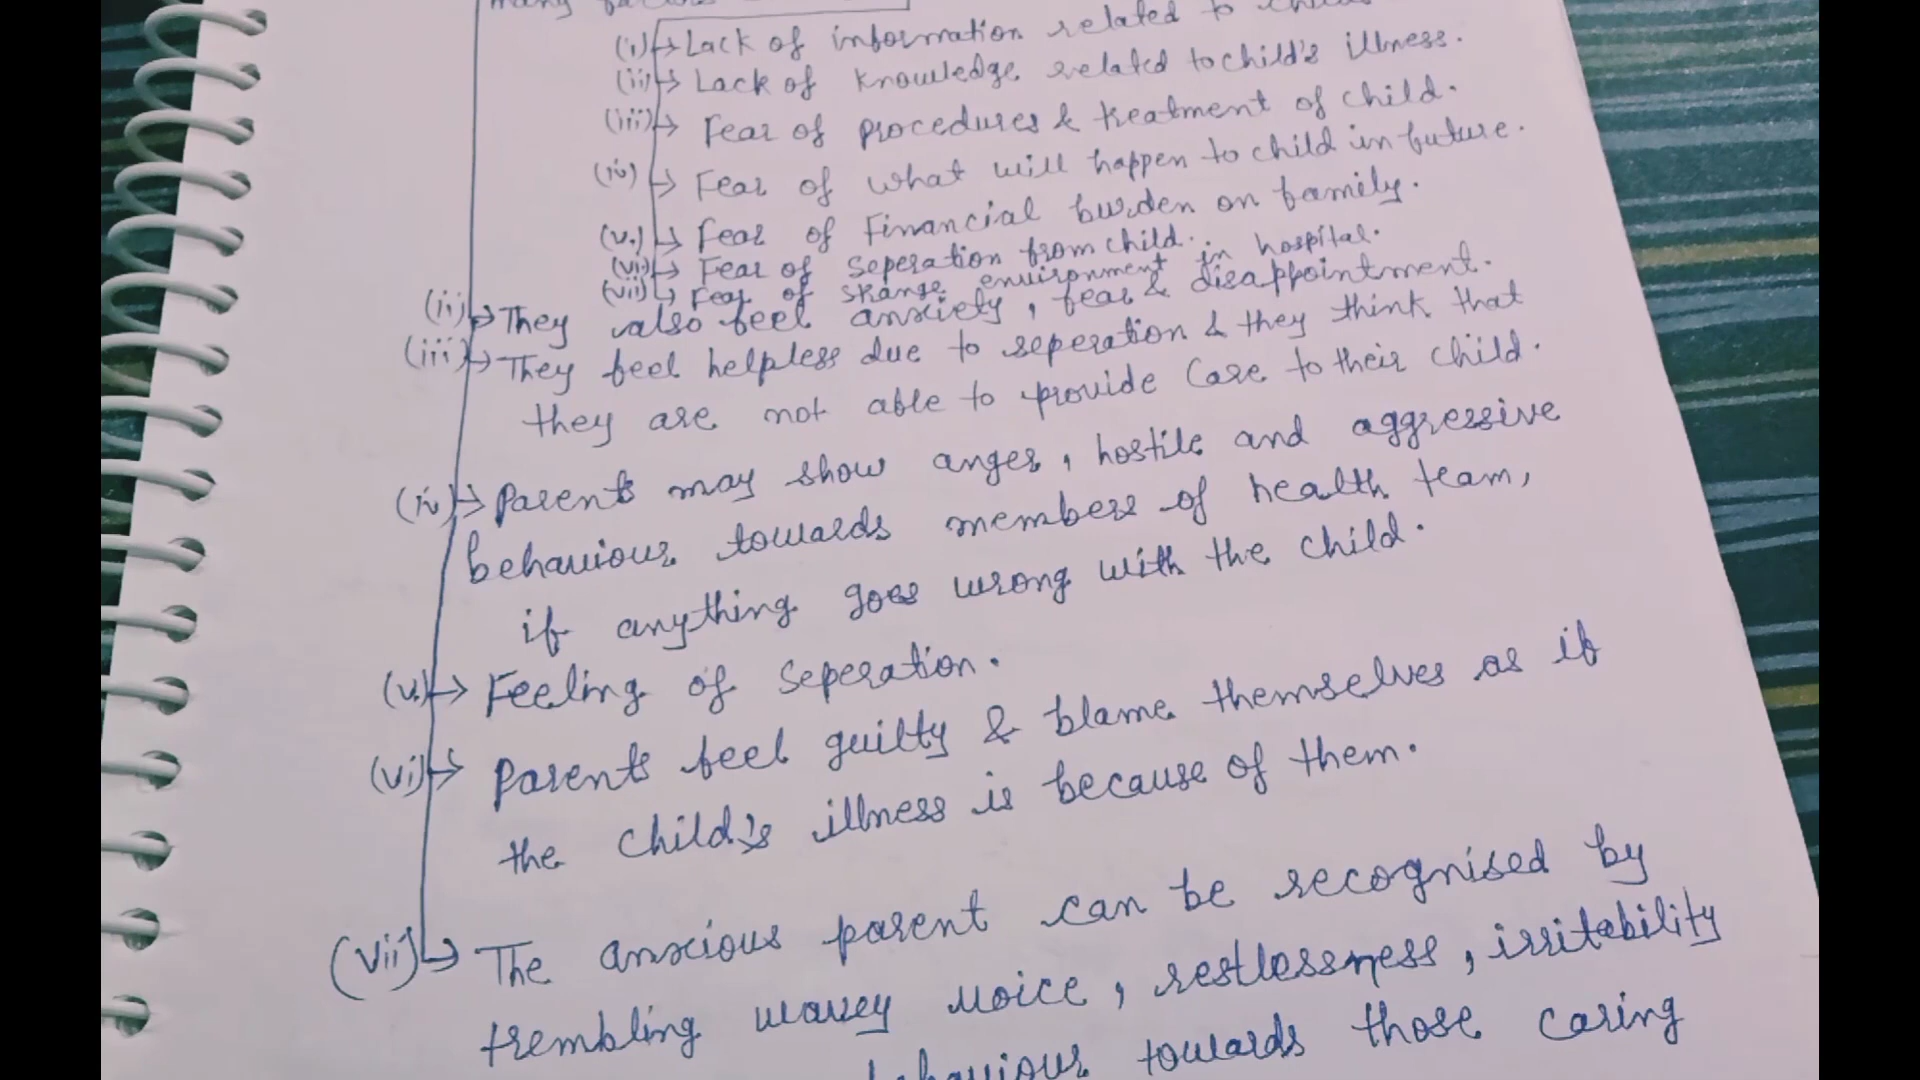 many factors
(i) → Lack of information related to child
(ii) → Lack of knowledge related to child's illness.
(iii) → Fear of procedures & treatment of child.
(iv) → Fear of what will happen to child in future.
(v.) → Fear of Financial burden on family.
(vi) → Fear of seperation from child.
(vii) → Fear of strange environment in hospital.
(ii) → They also feel anxiety, fear & disappointment.
(iii) → They feel helpless due to seperation & they think that
they are not able to provide Care to their child.
(iv) → Parents may show anger, hostile and aggressive
behaviour towards members of health team,
if anything goes wrong with the child.
(v.) → Feeling of Seperation.
(vi) → Parents feel guilty & blame themselves as if
the child's illness is because of them.
(vii) → The anxious parent can be recognised by
trembling wavey voice, restlessness, irritability
behaviour towards those caring